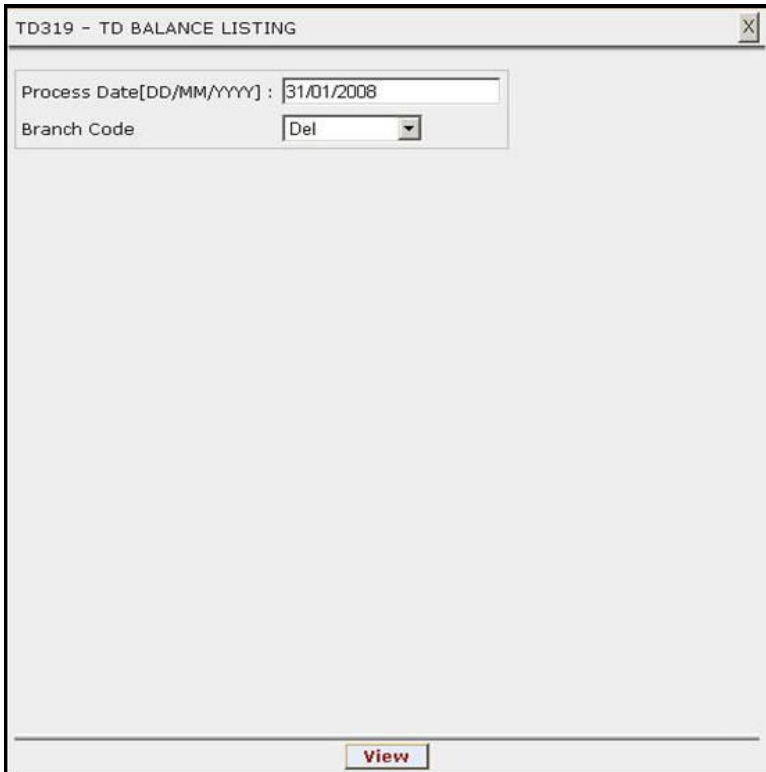 TD319 - TD BALANCE LISTING X
Process Date[DD/MM/YYYY] : 31/01/2008
Branch Code Del
View